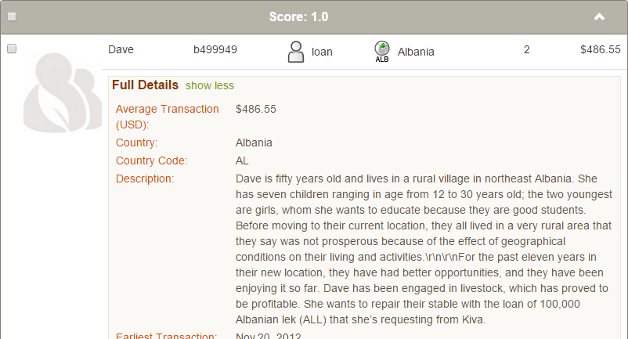 Score: 1.0
Dave b499949 loan ALB Albania 2 $486.55
Full Details show less
Average Transaction (USD): $486.55
Country: Albania
Country Code: AL
Description: Dave is fifty years old and lives in a rural village in northeast Albania. She
has seven children ranging in age from 12 to 30 years old; the two youngest
are girls, whom she wants to educate because they are good students.
Before moving to their current location, they all lived in a very rural area that
they say was not prosperous because of the effect of geographical
conditions on their living and activities.\r\n\r\nFor the past eleven years in
their new location, they have had better opportunities, and they have been
enjoying it so far. Dave has been engaged in livestock, which has proved to
be profitable. She wants to repair their stable with the loan of 100,000
Albanian lek (ALL) that she's requesting from Kiva.
Earliest Transaction: Nov 20, 2012